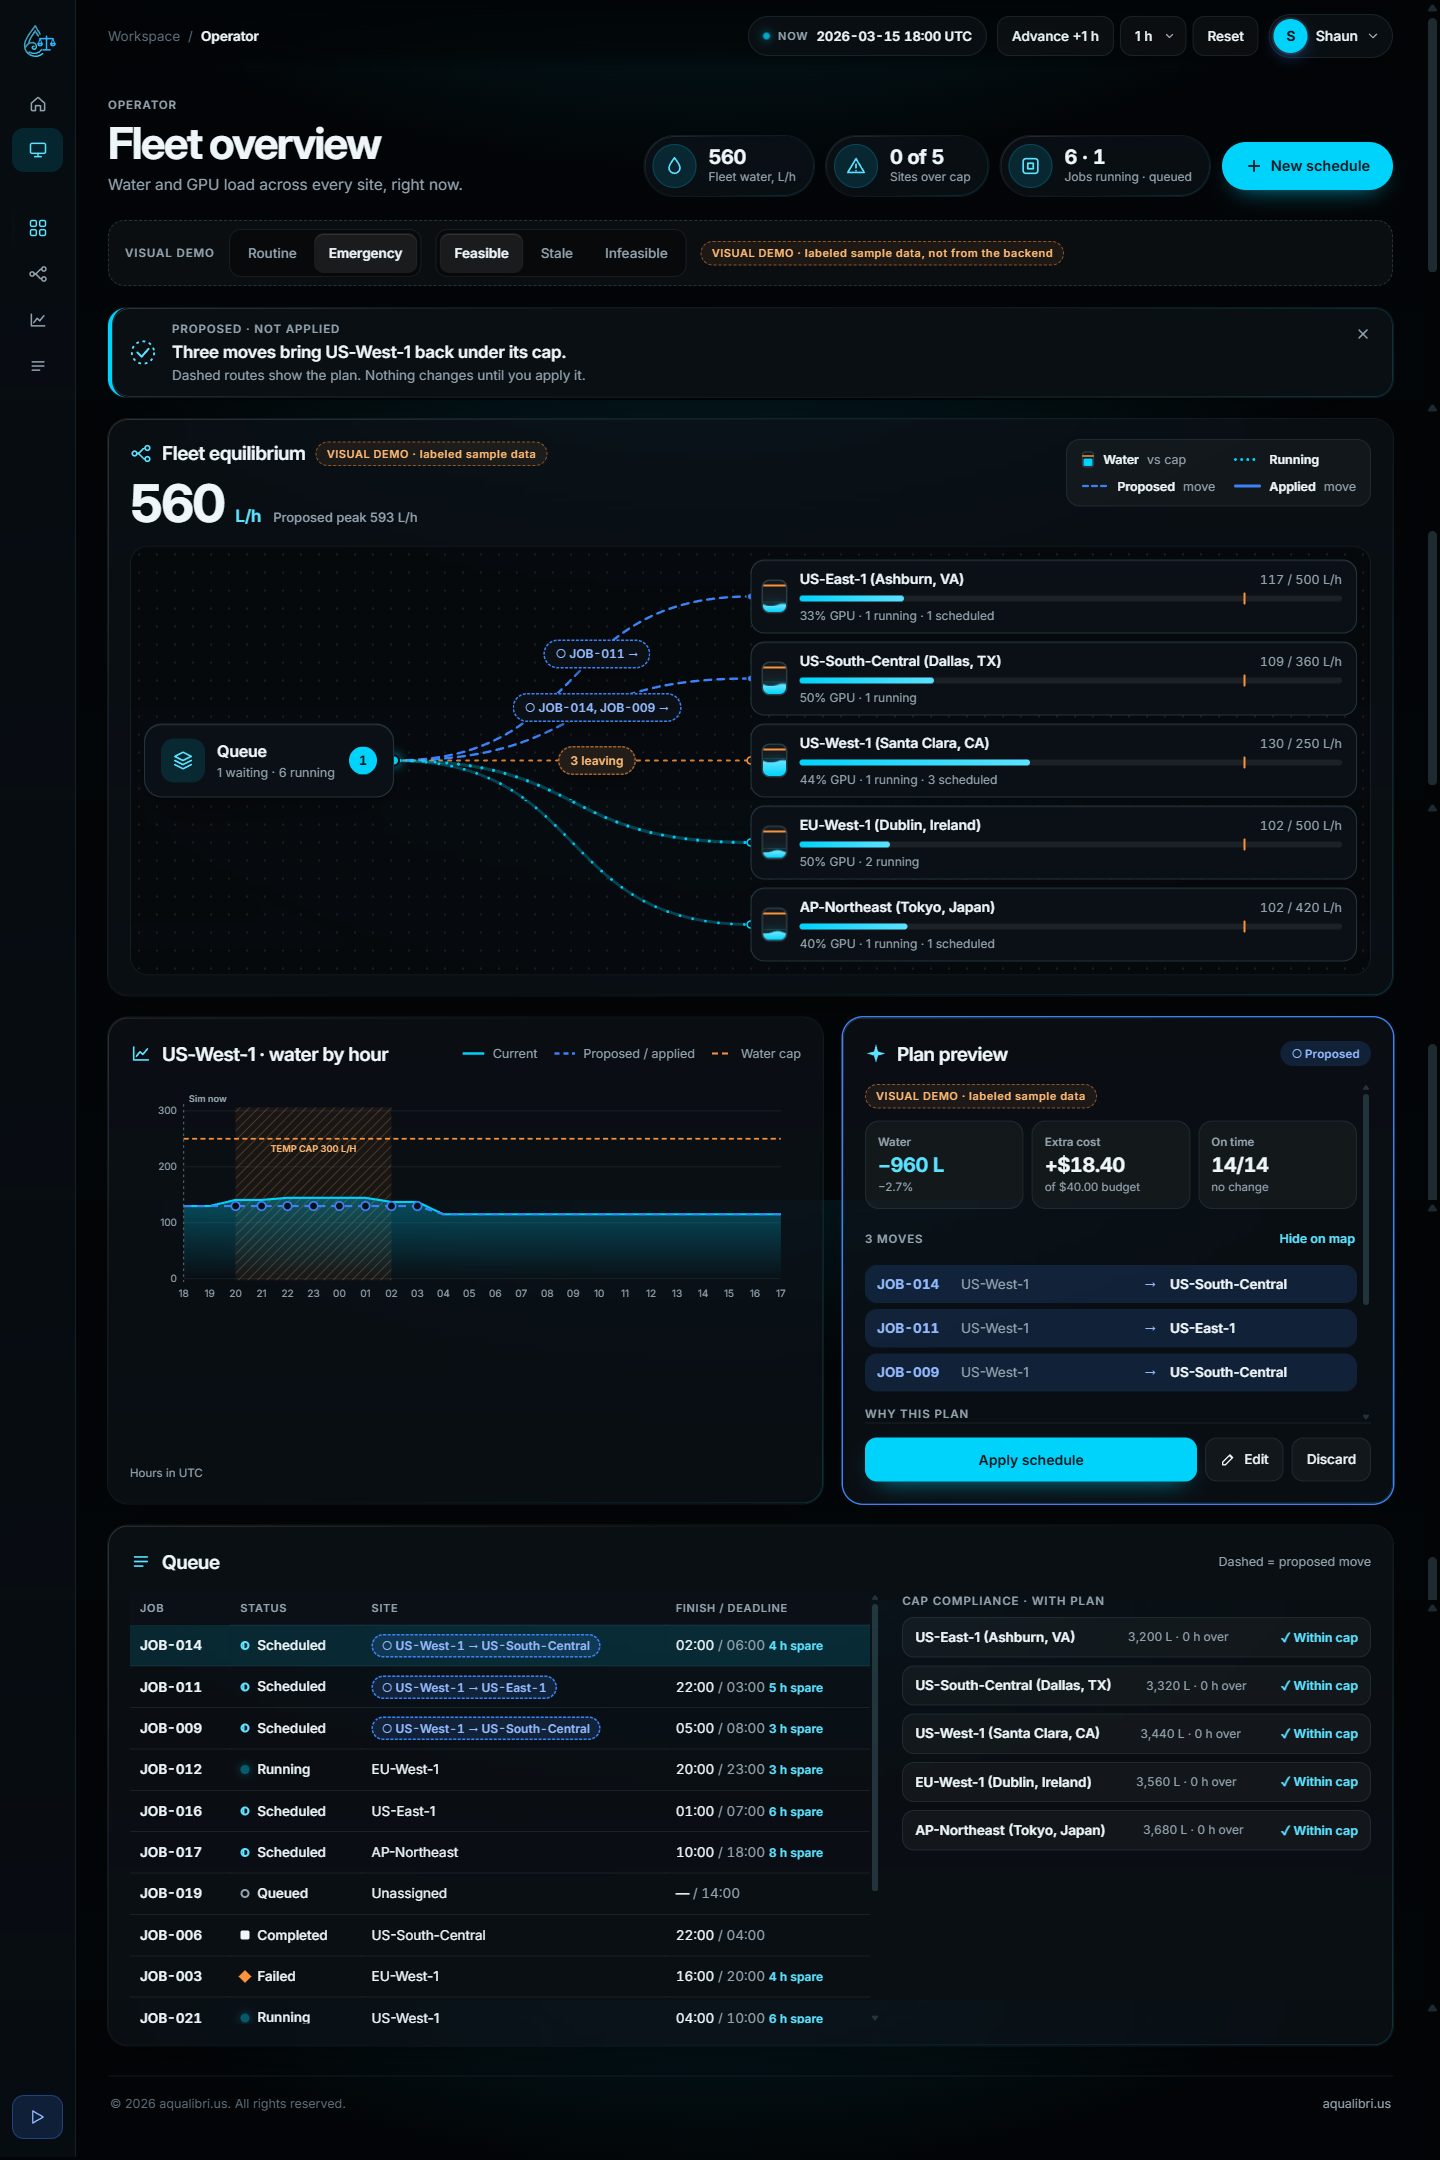 Workspace / Operator
NOW 2026-03-15 18:00 UTC
Advance +1 h
1 h
Reset
S Shaun
OPERATOR
Fleet overview
Water and GPU load across every site, right now.
560
Fleet water, L/h
0 of 5
Sites over cap
6 · 1
Jobs running · queued
+ New schedule
VISUAL DEMO
Routine
Emergency
Feasible
Stale
Infeasible
VISUAL DEMO · labeled sample data, not from the backend
PROPOSED · NOT APPLIED
Three moves bring US-West-1 back under its cap.
Dashed routes show the plan. Nothing changes until you apply it.
Fleet equilibrium
VISUAL DEMO · labeled sample data
560 L/h Proposed peak 593 L/h
Water vs cap
Running
Proposed move
Applied move
Queue
1 waiting · 6 running
1
JOB-011 →
JOB-014, JOB-009 →
3 leaving
US-East-1 (Ashburn, VA)
117 / 500 L/h
33% GPU · 1 running · 1 scheduled
US-South-Central (Dallas, TX)
109 / 360 L/h
50% GPU · 1 running
US-West-1 (Santa Clara, CA)
130 / 250 L/h
44% GPU · 1 running · 3 scheduled
EU-West-1 (Dublin, Ireland)
102 / 500 L/h
50% GPU · 2 running
AP-Northeast (Tokyo, Japan)
102 / 420 L/h
40% GPU · 1 running · 1 scheduled
US-West-1 · water by hour
Current
Proposed / applied
Water cap
Sim now
300
TEMP CAP 300 L/H
200
100
0
18 19 20 21 22 23 00 01 02 03 04 05 06 07 08 09 10 11 12 13 14 15 16 17
Hours in UTC
Plan preview
Proposed
VISUAL DEMO · labeled sample data
Water
−960 L
−2.7%
Extra cost
+$18.40
of $40.00 budget
On time
14/14
no change
3 MOVES
Hide on map
JOB-014 US-West-1 → US-South-Central
JOB-011 US-West-1 → US-East-1
JOB-009 US-West-1 → US-South-Central
WHY THIS PLAN
Apply schedule
Edit
Discard
Queue
Dashed = proposed move
JOB STATUS SITE FINISH / DEADLINE
JOB-014 Scheduled US-West-1 → US-South-Central 02:00 / 06:00 4 h spare
JOB-011 Scheduled US-West-1 → US-East-1 22:00 / 03:00 5 h spare
JOB-009 Scheduled US-West-1 → US-South-Central 05:00 / 08:00 3 h spare
JOB-012 Running EU-West-1 20:00 / 23:00 3 h spare
JOB-016 Scheduled US-East-1 01:00 / 07:00 6 h spare
JOB-017 Scheduled AP-Northeast 10:00 / 18:00 8 h spare
JOB-019 Queued Unassigned — / 14:00
JOB-006 Completed US-South-Central 22:00 / 04:00
JOB-003 Failed EU-West-1 16:00 / 20:00 4 h spare
JOB-021 Running US-West-1 04:00 / 10:00 6 h spare
CAP COMPLIANCE · WITH PLAN
US-East-1 (Ashburn, VA) 3,200 L · 0 h over ✓ Within cap
US-South-Central (Dallas, TX) 3,320 L · 0 h over ✓ Within cap
US-West-1 (Santa Clara, CA) 3,440 L · 0 h over ✓ Within cap
EU-West-1 (Dublin, Ireland) 3,560 L · 0 h over ✓ Within cap
AP-Northeast (Tokyo, Japan) 3,680 L · 0 h over ✓ Within cap
© 2026 aqualibri.us. All rights reserved.
aqualibri.us